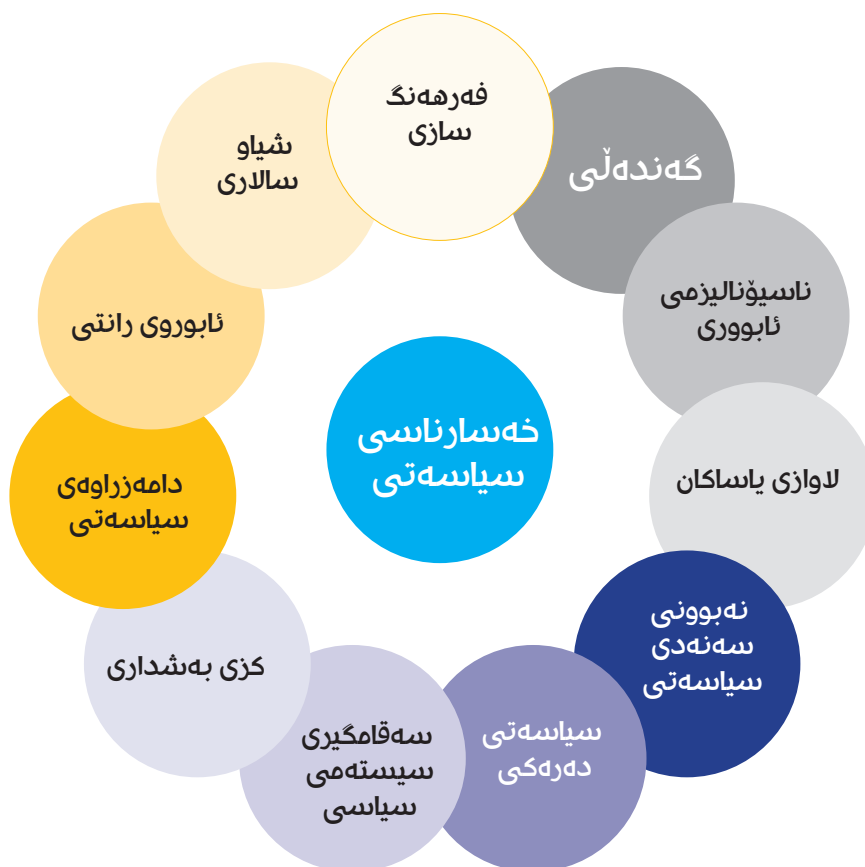 فەرهەنگ
سازی
گەندەڵی
ناسیۆنالیزمی
ئابووری
لاوازی یاساکان
نەبوونی
سەنەدی
سیاسەتی
سیاسەتی
دەرەکی
سەقامگیری
سیستەمی
سیاسی
کزی بەشداری
دامەزراوەی
سیاسەتی
ئابوروی رانتی
شیاو
سالاری
خەسارناسی
سیاسەتی